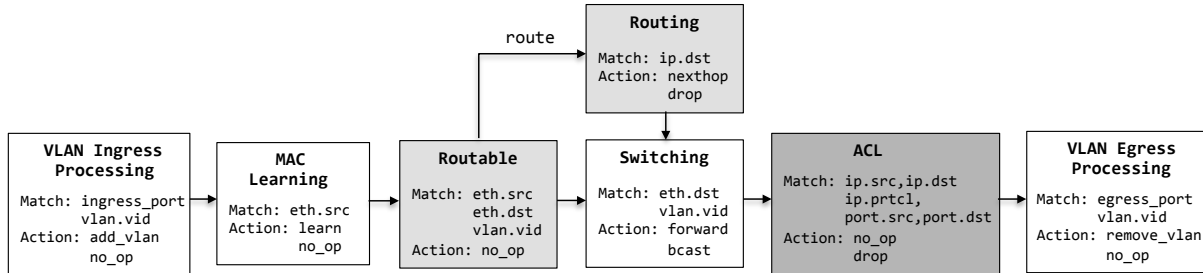 route
Routing
Match: ip.dst
Action: nexthop
drop
VLAN Ingress
Processing
Match: ingress_port
vlan.vid
Action: add_vlan
no_op
MAC
Learning
Match: eth.src
Action: learn
no_op
Routable
Match: eth.src
eth.dst
vlan.vid
Action: no_op
Switching
Match: eth.dst
vlan.vid
Action: forward
bcast
ACL
Match: ip.src,ip.dst
ip.prtcl,
port.src,port.dst
Action: no_op
drop
VLAN Egress
Processing
Match: egress_port
vlan.vid
Action: remove_vlan
no_op